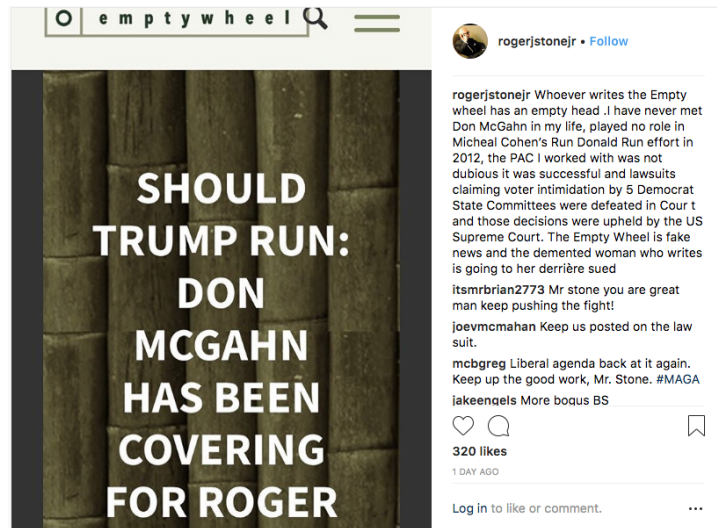 emptywheel
SHOULD
TRUMP RUN:
DON
MCGAHN
HAS BEEN
COVERING
FOR ROGER
rogerjstonejr • Follow
rogerjstonejr Whoever writes the Empty
wheel has an empty head .I have never met
Don McGahn in my life, played no role in
Micheal Cohen's Run Donald Run effort in
2012, the PAC I worked with was not
dubious it was successful and lawsuits
claiming voter intimidation by 5 Democrat
State Committees were defeated in Cour t
and those decisions were upheld by the US
Supreme Court. The Empty Wheel is fake
news and the demented woman who writes
is going to her derrière sued
itsmrbrian2773 Mr stone you are great
man keep pushing the fight!
joevmcmahan Keep us posted on the law
suit.
mcbgreg Liberal agenda back at it again.
Keep up the good work, Mr. Stone. #MAGA
jakeengels More bogus BS
320 likes
1 DAY AGO
Log in to like or comment.